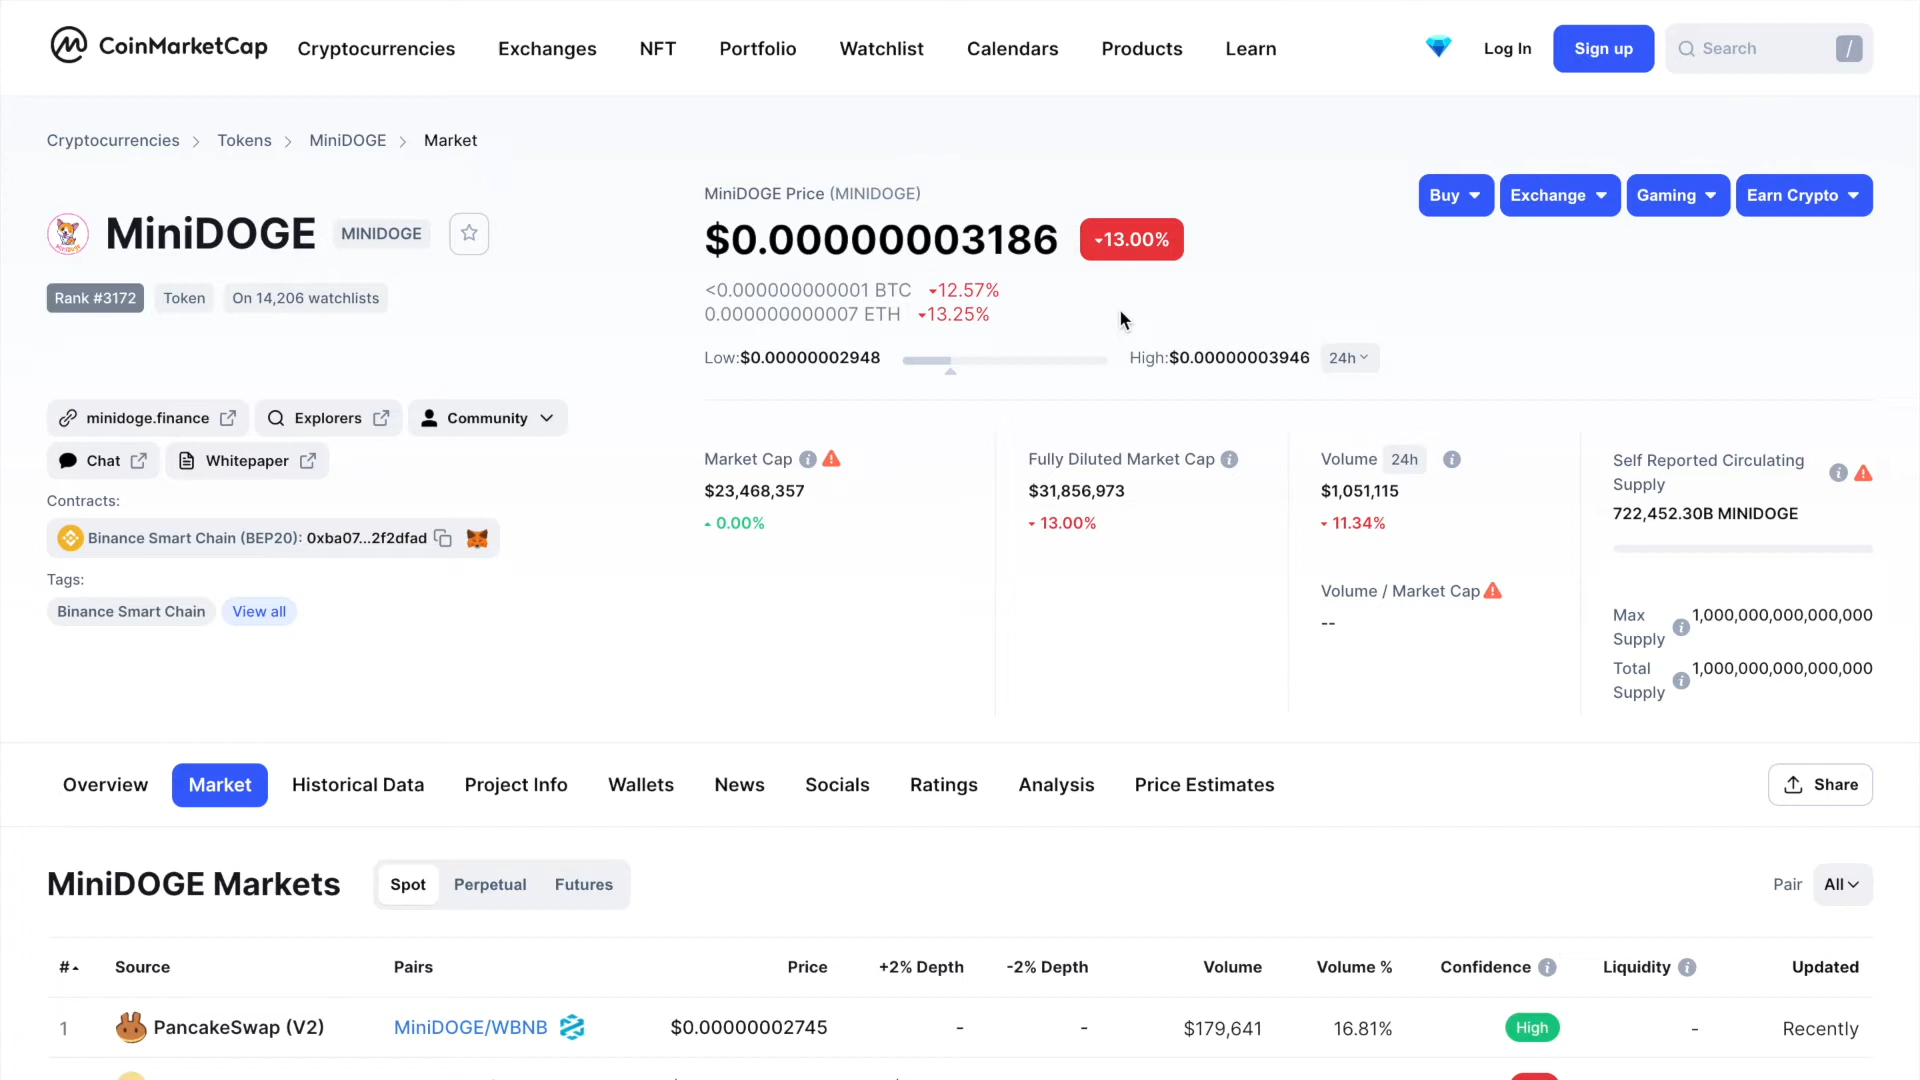 CoinMarketCap Cryptocurrencies Exchanges NFT Portfolio Watchlist Calendars Products Learn Log In Sign up Search /
Cryptocurrencies > Tokens > MiniDOGE > Market
MiniDOGE MINIDOGE
Rank #3172 Token On 14,206 watchlists
minidoge.finance Explorers Community
Chat Whitepaper
Contracts:
Binance Smart Chain (BEP20): 0xba07...2f2dfad
Tags:
Binance Smart Chain View all
MiniDOGE Price (MINIDOGE)
$0.00000003186 13.00%
<0.000000000001 BTC 12.57%
0.000000000007 ETH 13.25%
Low:$0.00000002948 High:$0.00000003946 24h
Buy Exchange Gaming Earn Crypto
Market Cap
$23,468,357
0.00%
Fully Diluted Market Cap
$31,856,973
13.00%
Volume 24h
$1,051,115
11.34%
Volume / Market Cap
--
Self Reported Circulating
Supply
722,452.30B MINIDOGE
Max
Supply
1,000,000,000,000,000
Total
Supply
1,000,000,000,000,000
Overview Market Historical Data Project Info Wallets News Socials Ratings Analysis Price Estimates Share
MiniDOGE Markets Spot Perpetual Futures Pair All
# Source Pairs Price +2% Depth -2% Depth Volume Volume % Confidence Liquidity Updated
1 PancakeSwap (V2) MiniDOGE/WBNB $0.00000002745 - - $179,641 16.81% High - Recently